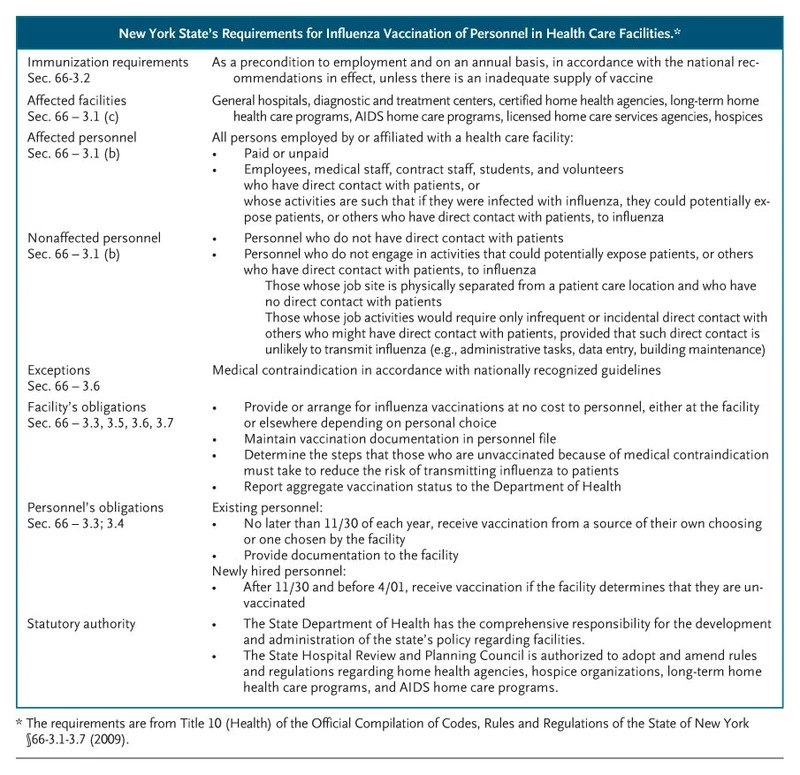 New York State's Requirements for Influenza Vaccination of Personnel in Health Care Facilities.*
Immunization requirements
Sec. 66-3.2
As a precondition to employment and on an annual basis, in accordance with the national rec-
ommendations in effect, unless there is an inadequate supply of vaccine
Affected facilities
Sec. 66 – 3.1 (c)
General hospitals, diagnostic and treatment centers, certified home health agencies, long-term home
health care programs, AIDS home care programs, licensed home care services agencies, hospices
Affected personnel
Sec. 66 – 3.1 (b)
All persons employed by or affiliated with a health care facility:
• Paid or unpaid
• Employees, medical staff, contract staff, students, and volunteers
who have direct contact with patients, or
whose activities are such that if they were infected with influenza, they could potentially ex-
pose patients, or others who have direct contact with patients, to influenza
Nonaffected personnel
Sec. 66 – 3.1 (b)
• Personnel who do not have direct contact with patients
• Personnel who do not engage in activities that could potentially expose patients, or others
who have direct contact with patients, to influenza
Those whose job site is physically separated from a patient care location and who have
no direct contact with patients
Those whose job activities would require only infrequent or incidental direct contact with
others who might have direct contact with patients, provided that such direct contact is
unlikely to transmit influenza (e.g., administrative tasks, data entry, building maintenance)
Exceptions
Sec. 66 – 3.6
Medical contraindication in accordance with nationally recognized guidelines
Facility's obligations
Sec. 66 – 3.3, 3.5, 3.6, 3.7
• Provide or arrange for influenza vaccinations at no cost to personnel, either at the facility
or elsewhere depending on personal choice
• Maintain vaccination documentation in personnel file
• Determine the steps that those who are unvaccinated because of medical contraindication
must take to reduce the risk of transmitting influenza to patients
• Report aggregate vaccination status to the Department of Health
Personnel's obligations
Sec. 66 – 3.3; 3.4
Existing personnel:
• No later than 11/30 of each year, receive vaccination from a source of their own choosing
or one chosen by the facility
• Provide documentation to the facility
Newly hired personnel:
• After 11/30 and before 4/01, receive vaccination if the facility determines that they are un-
vaccinated
Statutory authority
• The State Department of Health has the comprehensive responsibility for the development
and administration of the state's policy regarding facilities.
• The State Hospital Review and Planning Council is authorized to adopt and amend rules
and regulations regarding home health agencies, hospice organizations, long-term home
health care programs, and AIDS home care programs.
* The requirements are from Title 10 (Health) of the Official Compilation of Codes, Rules and Regulations of the State of New York
§66-3.1-3.7 (2009).